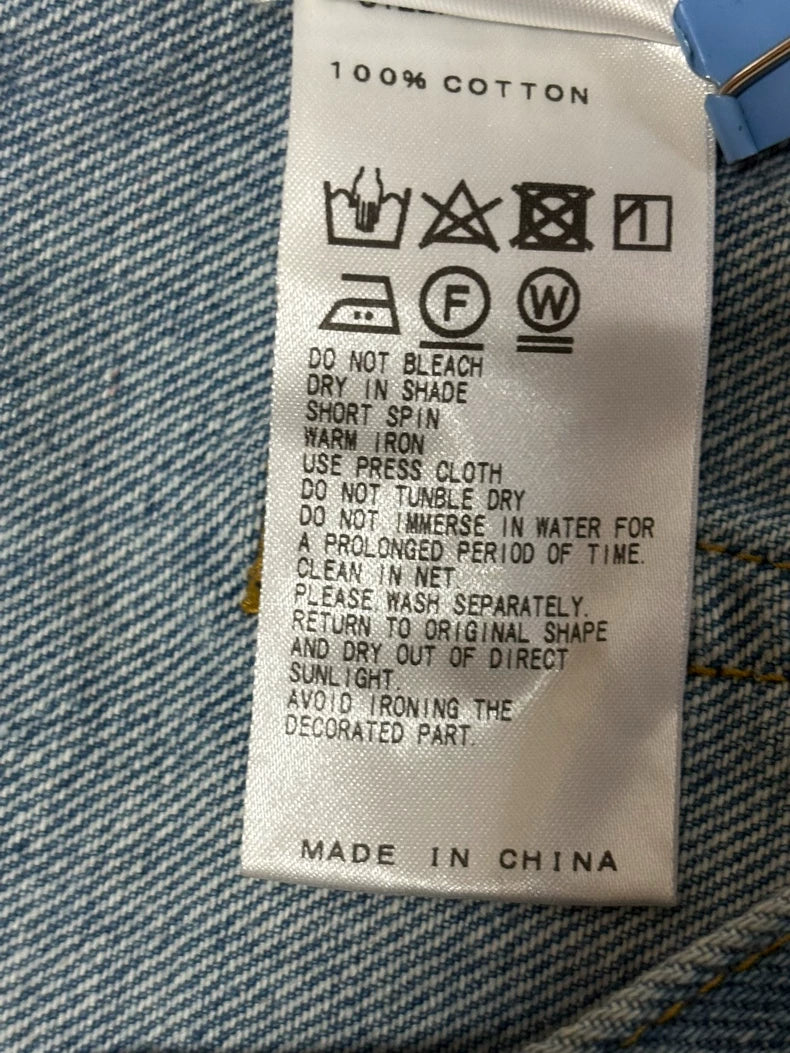 100% COTTON
F W
DO NOT BLEACH
DRY IN SHADE
SHORT SPIN
WARM IRON
USE PRESS CLOTH
DO NOT TUNBLE DRY
DO NOT IMMERSE IN WATER FOR
A PROLONGED PERIOD OF TIME.
CLEAN IN NET
PLEASE WASH SEPARATELY.
RETURN TO ORIGINAL SHAPE
AND DRY OUT OF DIRECT
SUNLIGHT.
AVOID IRONING THE
DECORATED PART.
MADE IN CHINA